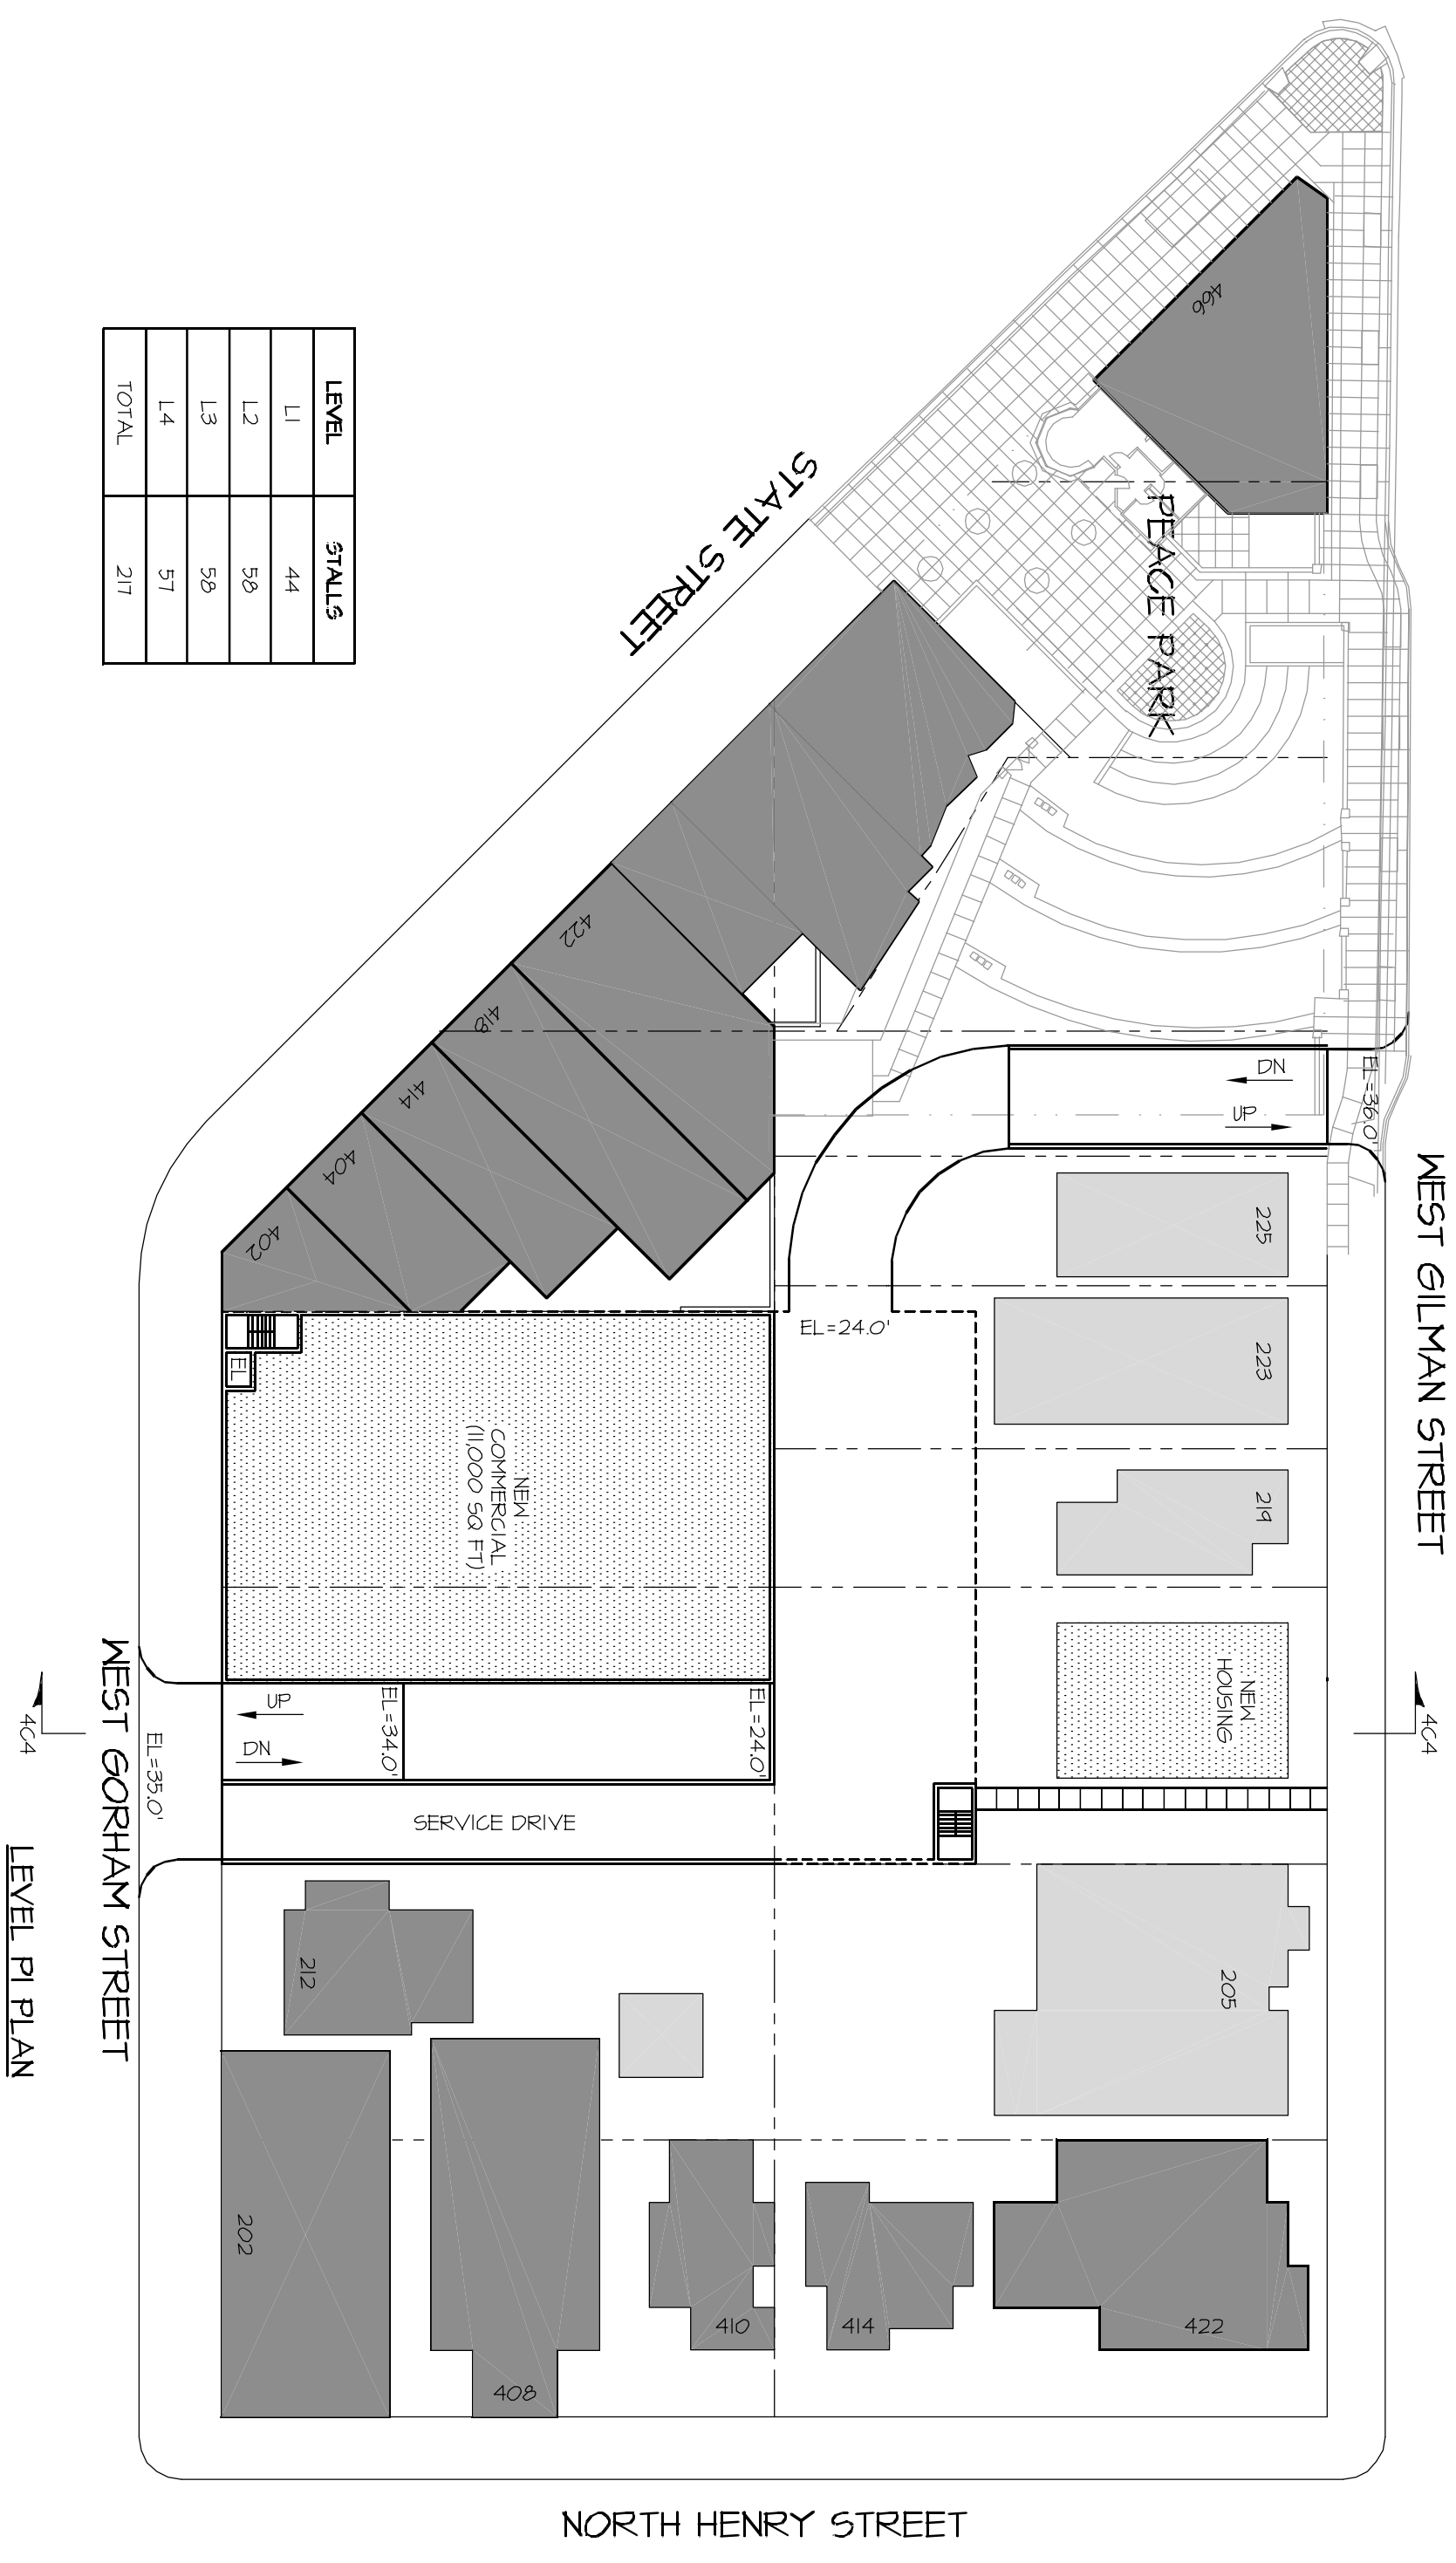 WEST GILMAN STREET
EL=36.0'
DN
UP
466
PEACE PARK
STATE STREET
LEVEL STALLS
L1 44
L2 58
L3 58
L4 57
TOTAL 217
422
418
414
404
402
225
223
219
NEW
HOUSING
205
EL=24.0'
EL
NEW
COMMERCIAL
(11,000 SQ FT)
UP
DN
EL=34.0'
EL=24.0'
EL=35.0'
SERVICE DRIVE
4C4
4C4
WEST GORHAM STREET
212
202
408
410
414
422
NORTH HENRY STREET
LEVEL P1 PLAN